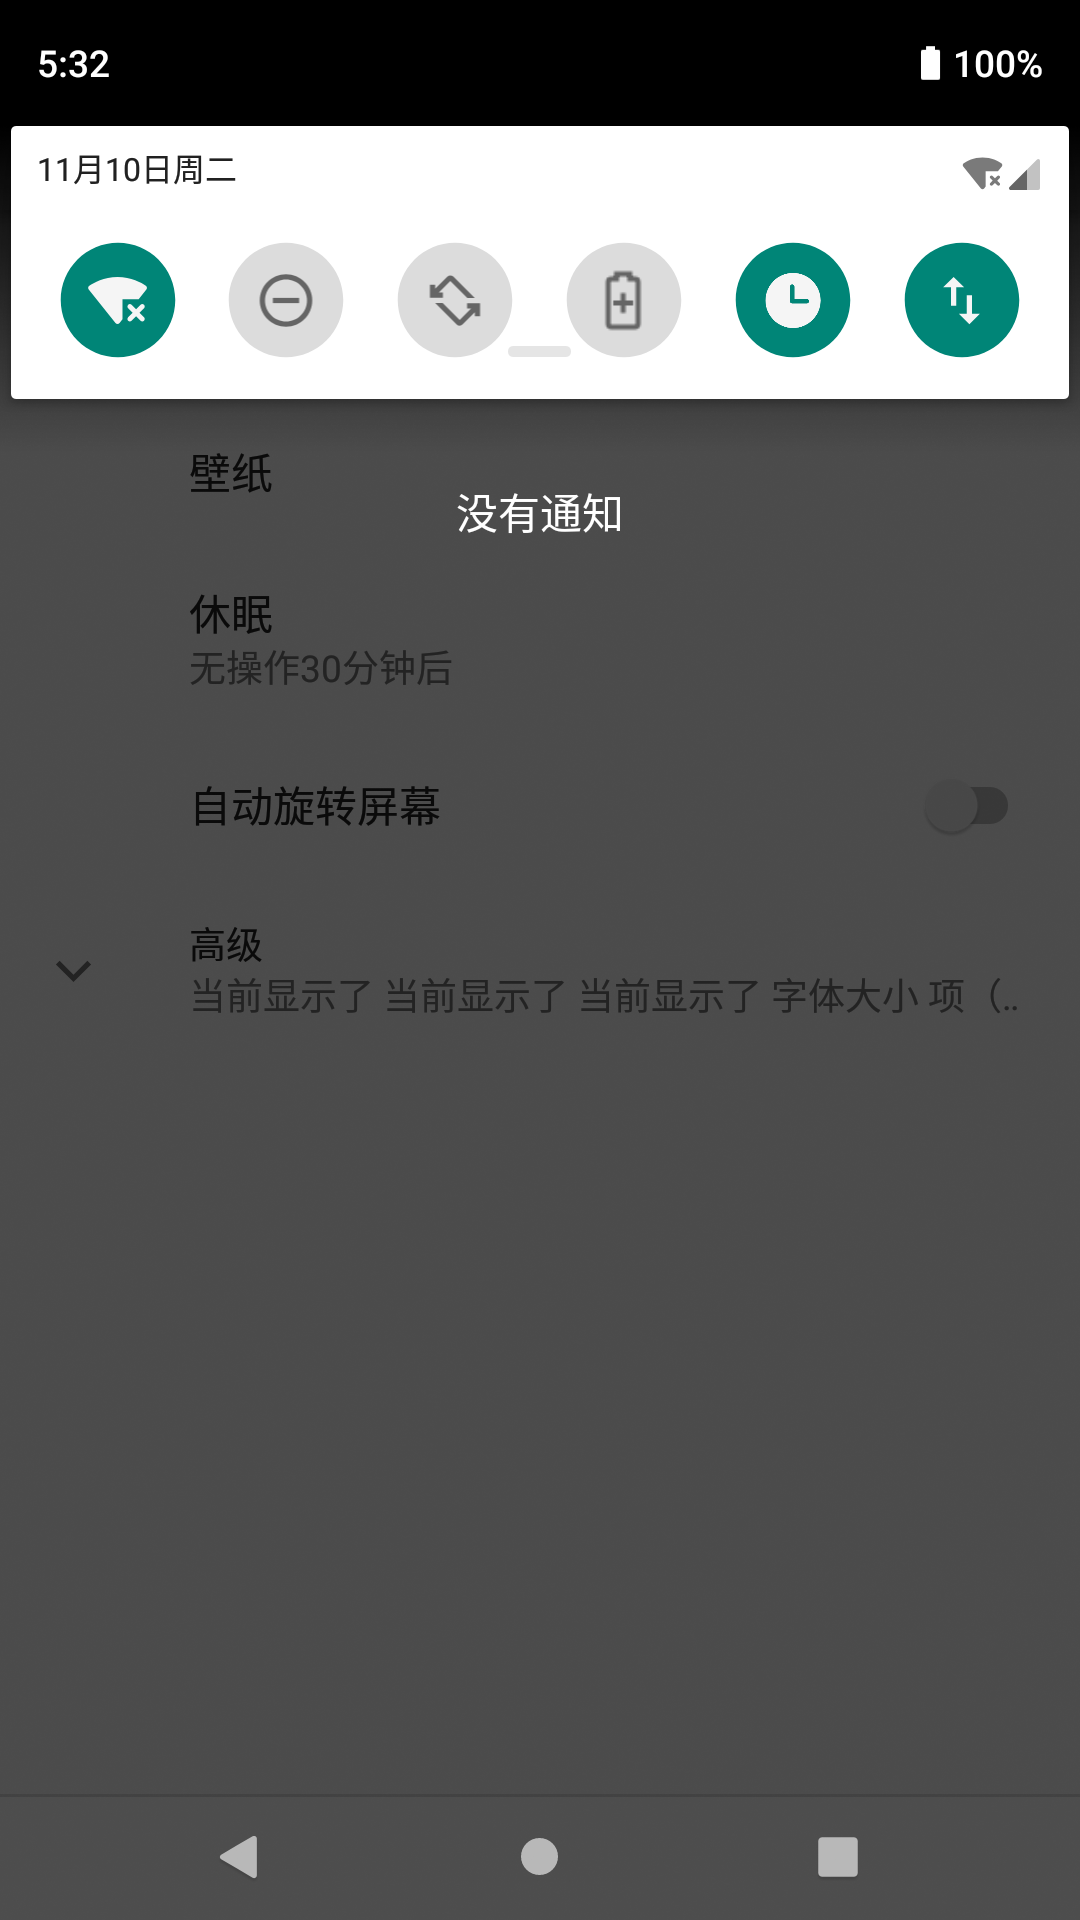 5:32
100%
11月10日周二
壁纸
没有通知
休眠
无操作30分钟后
自动旋转屏幕
高级
当前显示了 当前显示了 当前显示了 字体大小 项（..